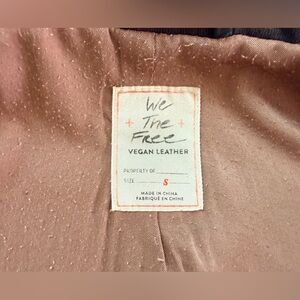 We
+ The +
Free
VEGAN LEATHER
PROPERTY OF
SIZE S
MADE IN CHINA
FABRIQUÉ EN CHINE